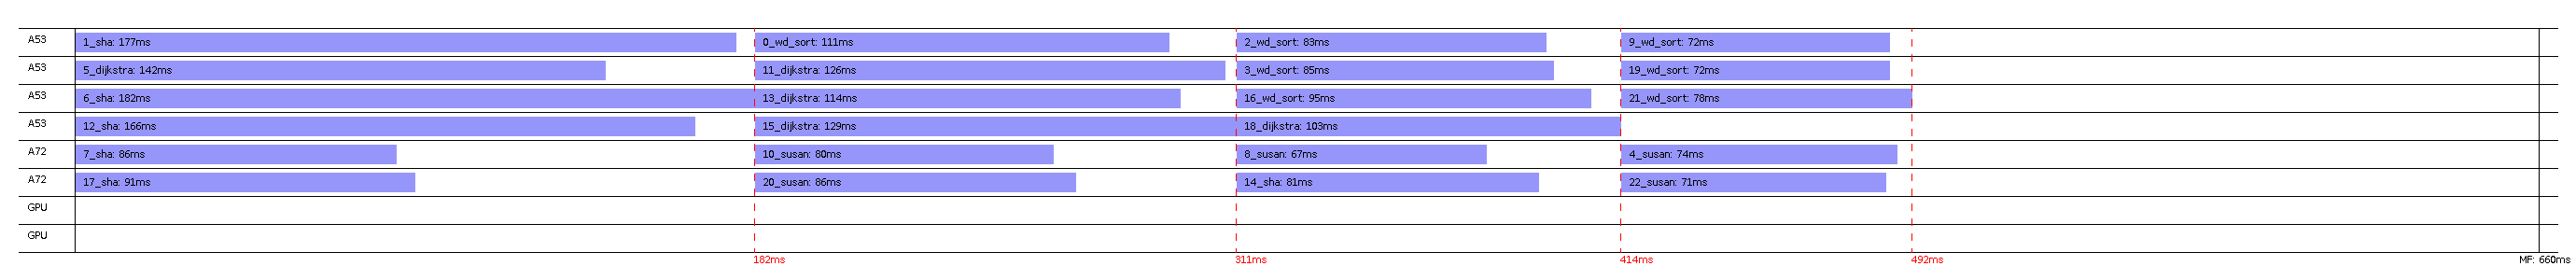 A53 1_sha: 177ms 0_wd_sort: 111ms 2_wd_sort: 83ms 9_wd_sort: 72ms
A53 5_dijkstra: 142ms 11_dijkstra: 126ms 3_wd_sort: 85ms 19_wd_sort: 72ms
A53 6_sha: 182ms 13_dijkstra: 114ms 16_wd_sort: 95ms 21_wd_sort: 78ms
A53 12_sha: 166ms 15_dijkstra: 129ms 18_dijkstra: 103ms
A72 7_sha: 86ms 10_susan: 80ms 8_susan: 67ms 4_susan: 74ms
A72 17_sha: 91ms 20_susan: 86ms 14_sha: 81ms 22_susan: 71ms
GPU
GPU
182ms 311ms 414ms 492ms MF: 660ms